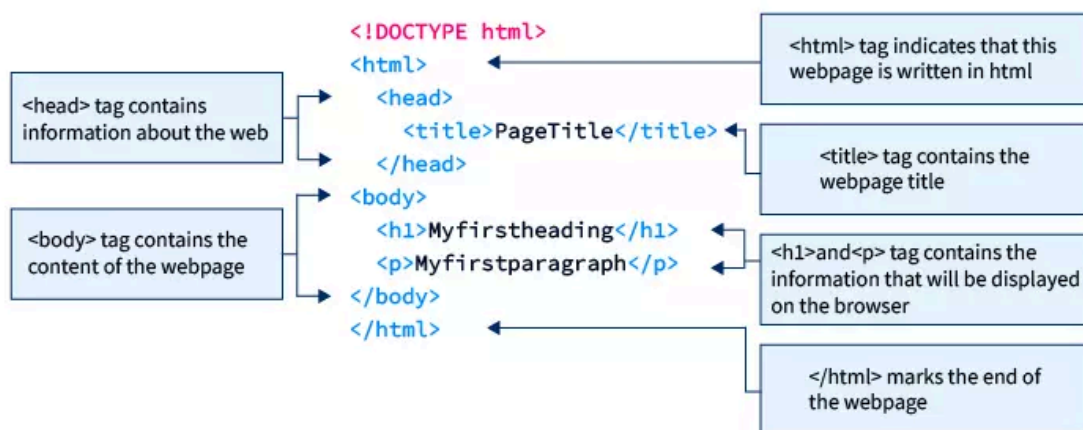 <!DOCTYPE html>
<html>
<head>
<title>PageTitle</title>
</head>
<body>
<h1>Myfirstheading</h1>
<p>Myfirstparagraph</p>
</body>
</html>
<head> tag contains
information about the web
<body> tag contains the
content of the webpage
<html> tag indicates that this
webpage is written in html
<title> tag contains the
webpage title
<h1>and<p> tag contains the
information that will be displayed
on the browser
</html> marks the end of
the webpage